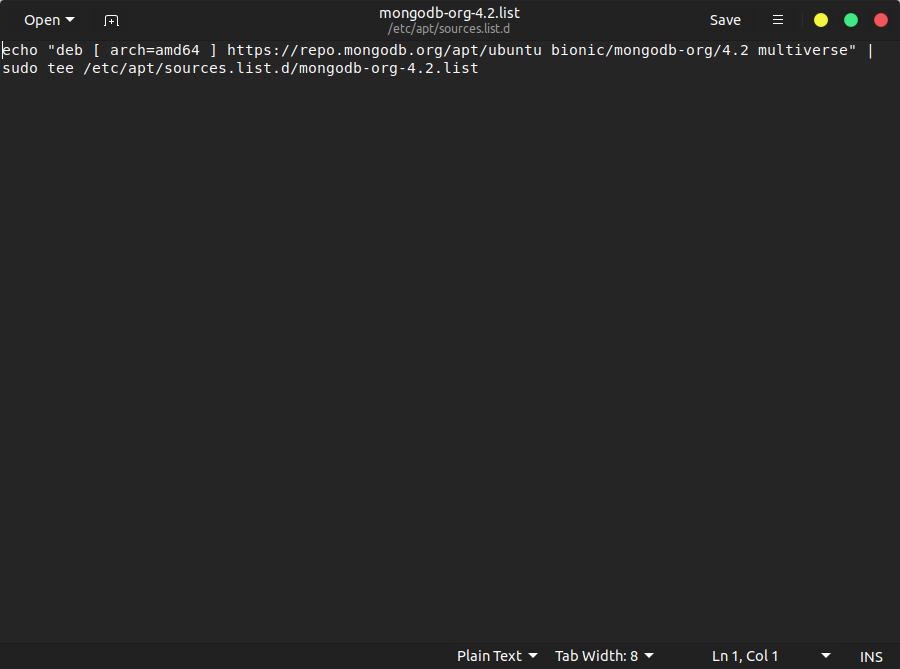 Open
mongodb-org-4.2.list
/etc/apt/sources.list.d
Save
echo "deb [ arch=amd64 ] https://repo.mongodb.org/apt/ubuntu bionic/mongodb-org/4.2 multiverse" |
sudo tee /etc/apt/sources.list.d/mongodb-org-4.2.list
Plain Text Tab Width: 8 Ln 1, Col 1 INS